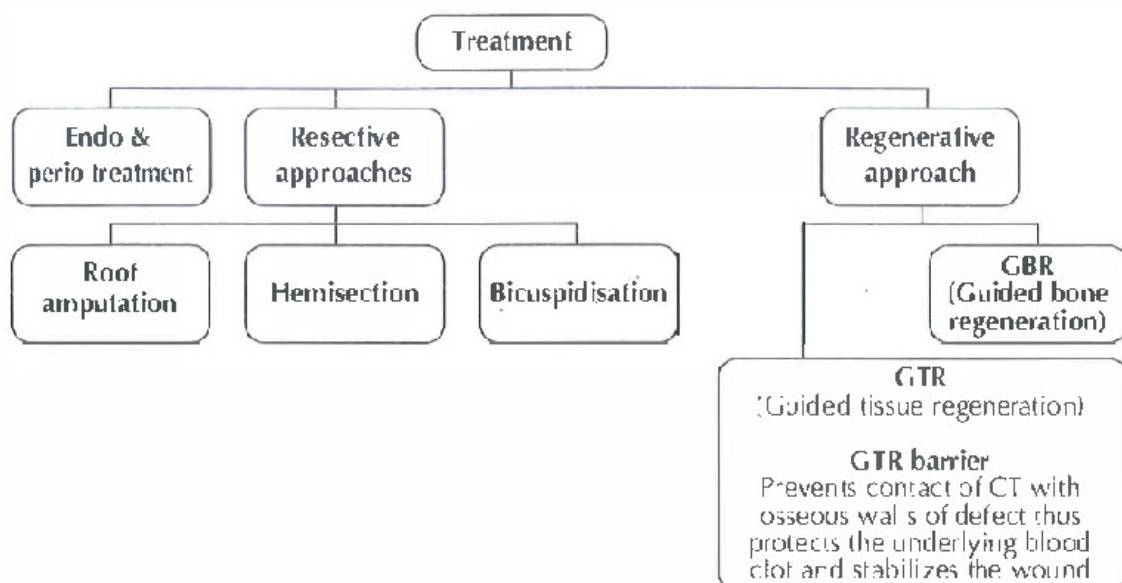 Treatment
Endo &
perio treatment
Resective
approaches
Regenerative
approach
Roof
amputation
Hemisection
Bicuspidisation
GBR
(Guided bone
regeneration)
GTR
(Guided tissue regeneration)
GTR barrier
Prevents contact of CT with
osseous wal s of defect thus
protects the underlying blood
clot and stabilizes the wound